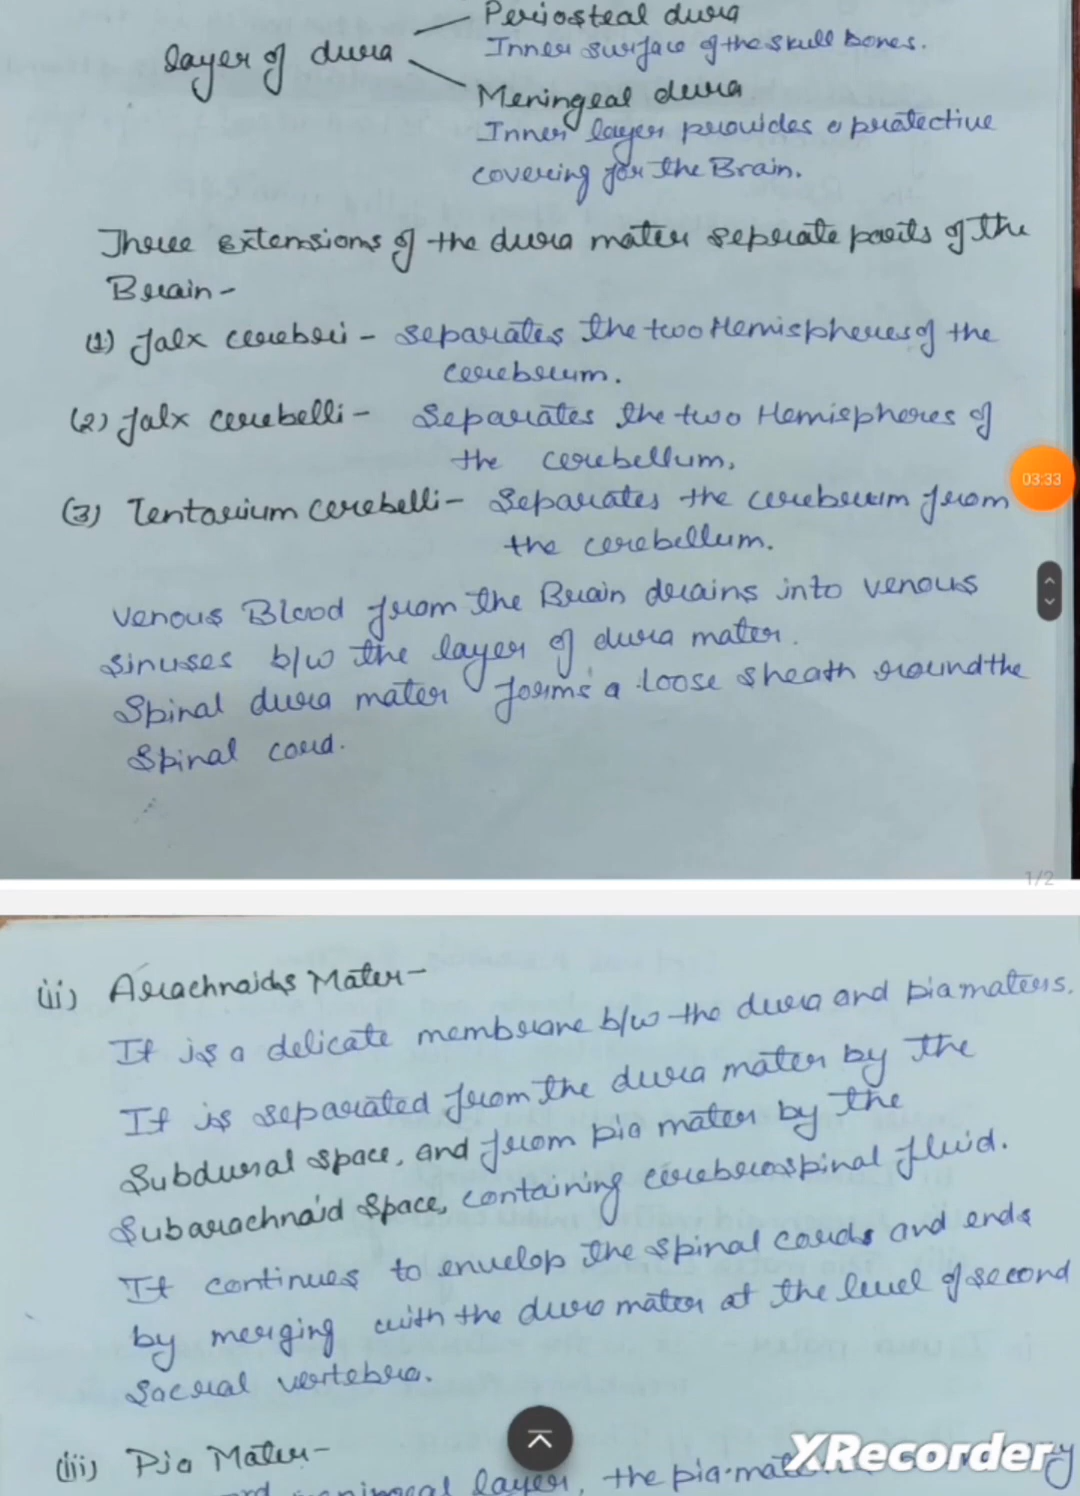 Periosteal dura
layer of dura
Inner surface of the skull bones.
Meningeal dura
Inner layer provides a protective
covering for the Brain.
Three Extensions of the dura mater seperate parts of the
Brain -
(1) falx cerebri - Separates the two Hemispheres of the
cerebrum.
(2) falx cerebelli - Separates the two Hemispheres of
the cerebellum.
(3) Tentorium cerebelli - Separates the cerebrum from
the cerebellum.
03:33
Venous Blood from the Brain drains into venous
sinuses b/w the layer of dura mater.
Spinal dura mater forms a loose sheath round the
Spinal cord.
1/2
(ii) Arachnoids Mater -
It is a delicate membrane b/w the dura and pia maters.
It is separated from the dura mater by the
Subdural space, and from pia mater by the
Subarachnoid Space, containing cerebrospinal fluid.
It continues to envelop the spinal cords and ends
by merging with the dura mater at the level of second
Sacral vertebra.
(iii) Pia Mater -
meningeal layer, the pia-mater
XRecorder